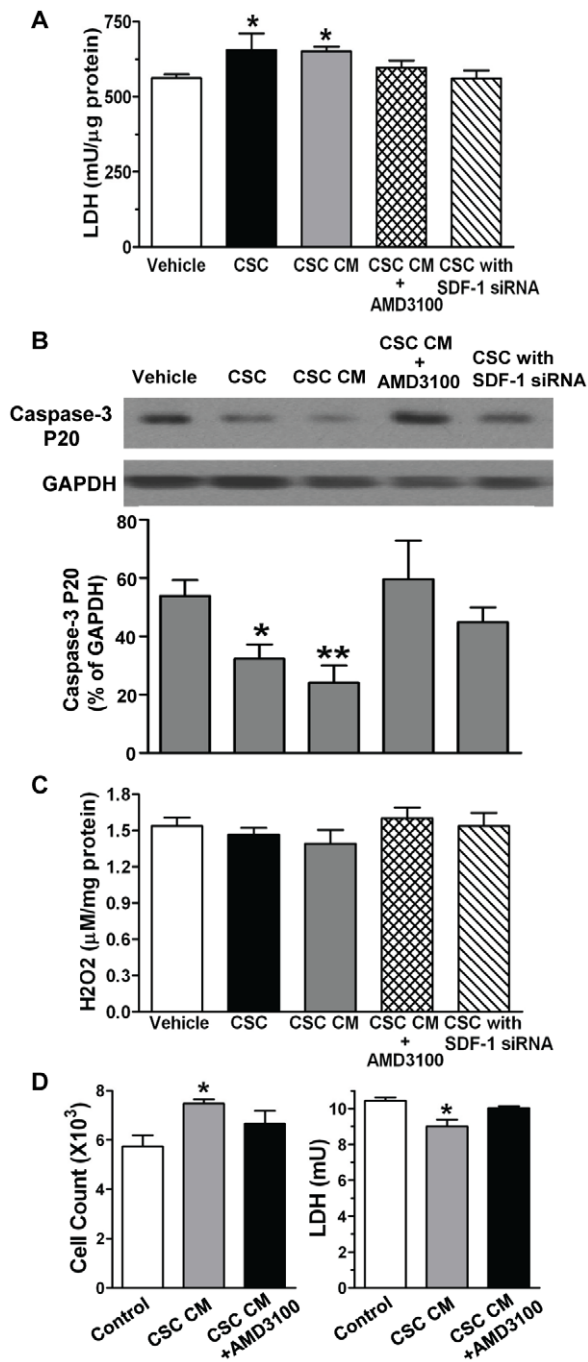 A
LDH (mU/µg protein)
750
500
250
0
*
*
Vehicle
CSC
CSC CM
CSC CM
+
AMD3100
CSC with
SDF-1 siRNA
B
Vehicle
CSC
CSC CM
CSC CM
+
AMD3100
CSC with
SDF-1 siRNA
Caspase-3
P20
GAPDH
Caspase-3 P20
(% of GAPDH)
80
60
40
20
0
*
**
C
H2O2 (µM/mg protein)
1.8
1.5
1.2
0.9
0.6
0.3
0.0
Vehicle
CSC
CSC CM
CSC CM
+
AMD3100
CSC with
SDF-1 siRNA
D
Cell Count (X10³)
8
6
4
2
0
*
Control
CSC CM
CSC CM
+AMD3100
LDH (mU)
10
8
6
4
2
0
*
Control
CSC CM
CSC CM
+AMD3100